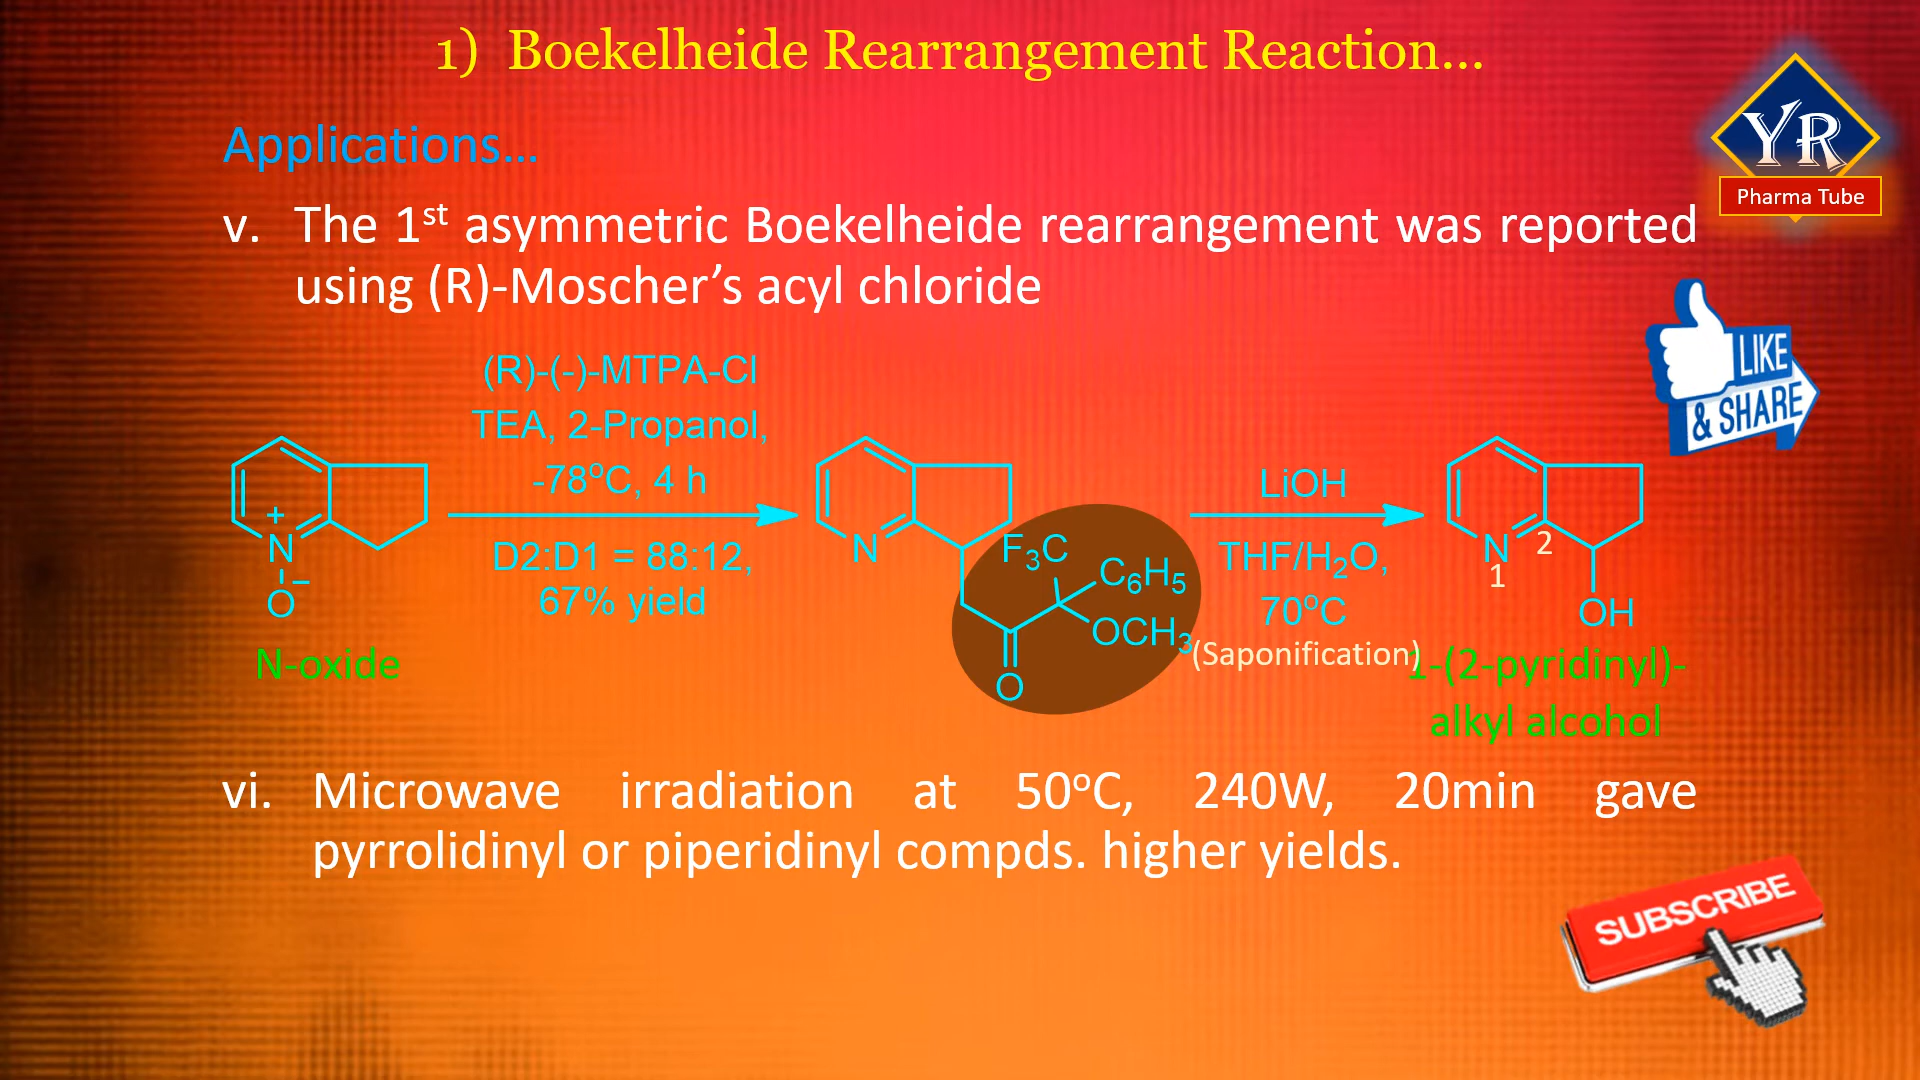 1) Boekelheide Rearrangement Reaction...
YR
Pharma Tube
Applications...
v. The 1st asymmetric Boekelheide rearrangement was reported
using (R)-Moscher’s acyl chloride
LIKE
& SHARE
(R)-(-)-MTPA-Cl
TEA, 2-Propanol,
-78oC, 4 h
D2:D1 = 88:12,
67% yield
+
N
–
O
N-oxide
N
F3C
C6H5
OCH3
O
LiOH
THF/H2O,
70oC
(Saponification)
N
1
2
OH
1-(2-pyridinyl)-
alkyl alcohol
vi. Microwave irradiation at 50oC, 240W, 20min gave
pyrrolidinyl or piperidinyl compds. higher yields.
SUBSCRIBE